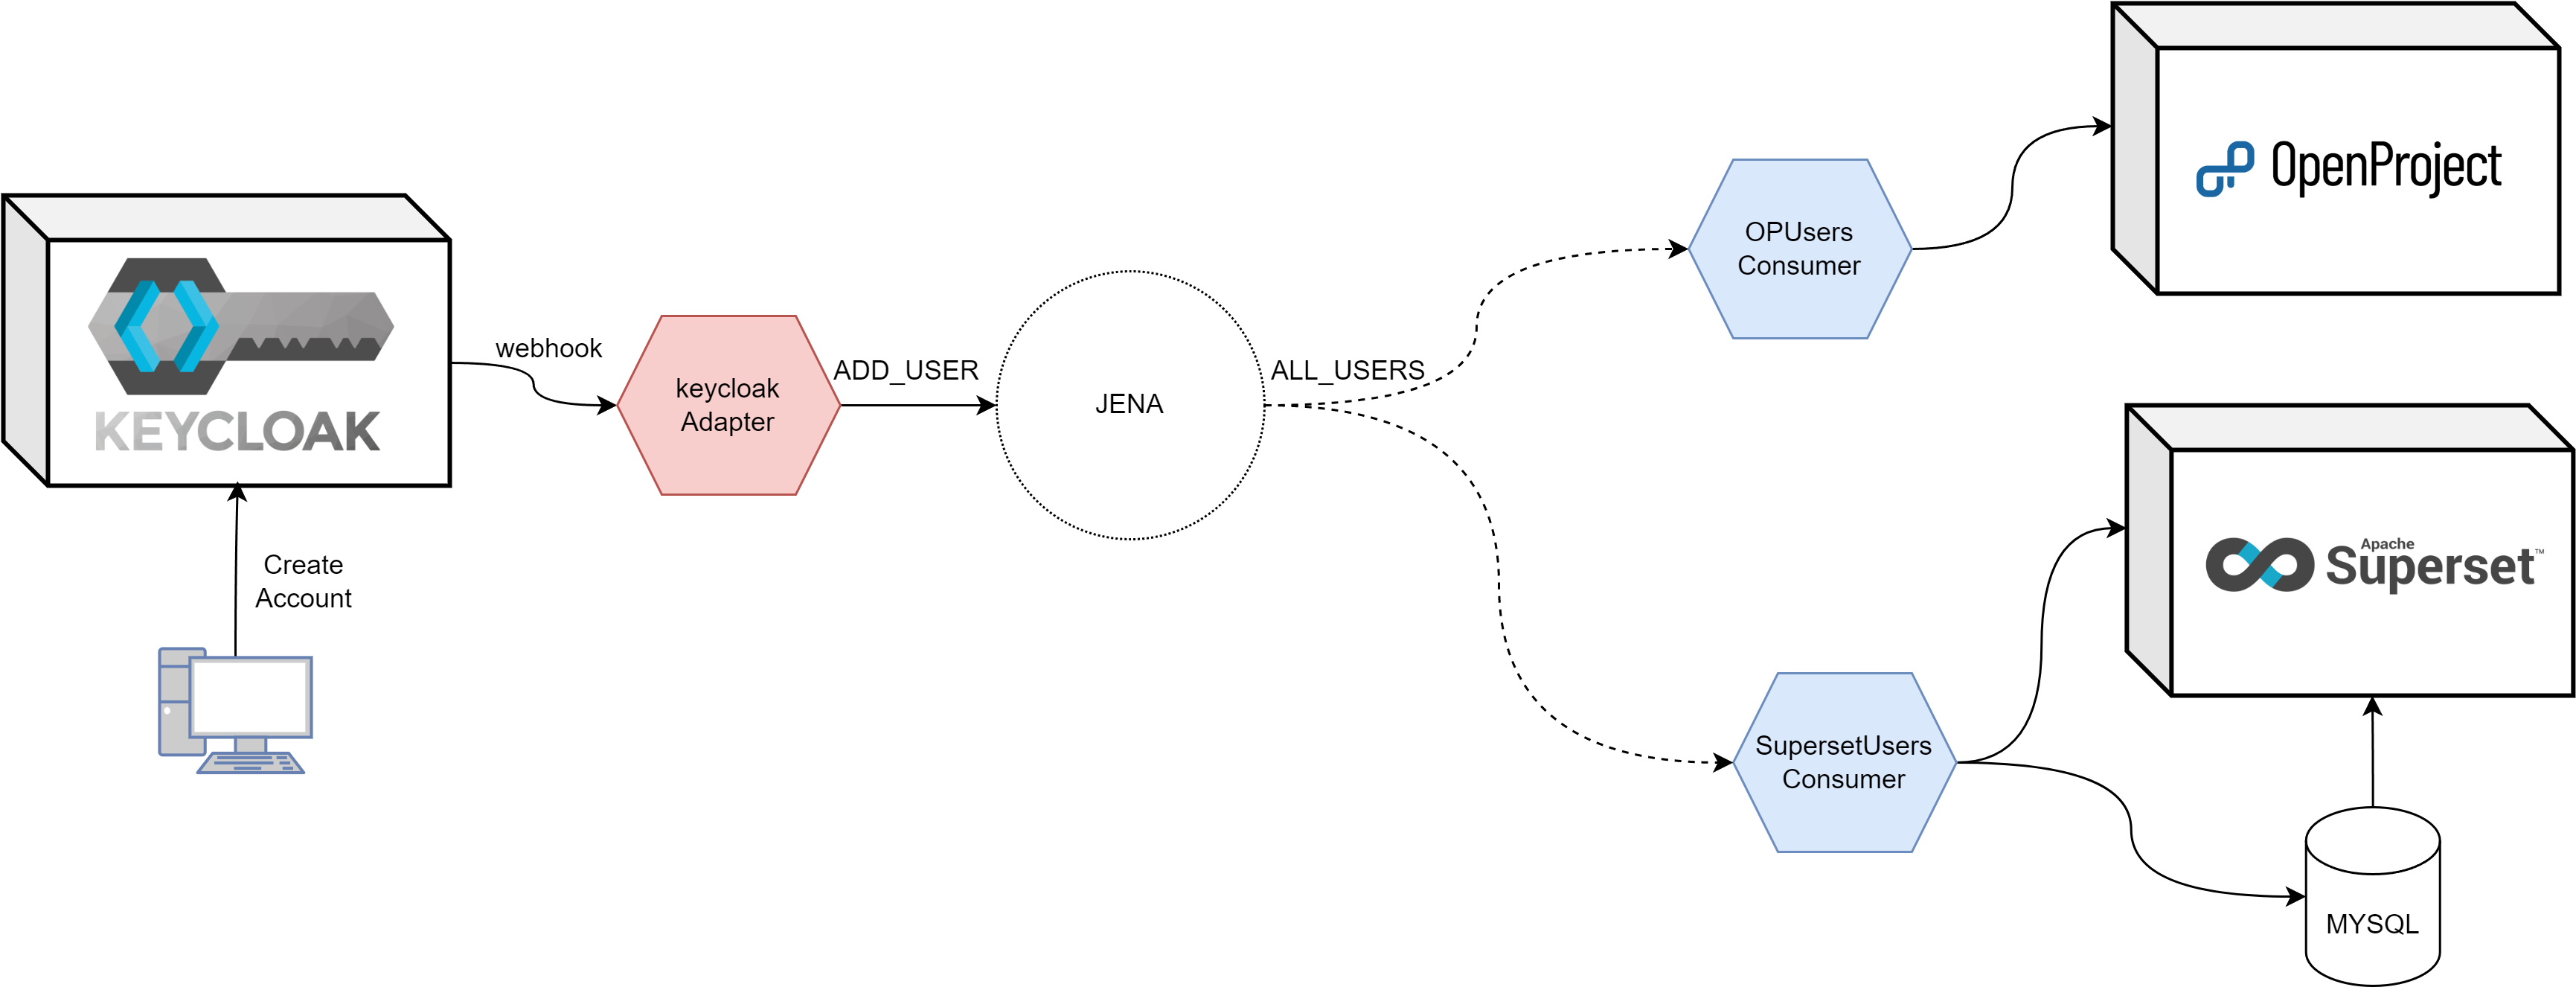 KEYCLOAK
Create
Account
webhook
keycloak
Adapter
ADD_USER
JENA
ALL_USERS
OPUsers
Consumer
OpenProject
SupersetUsers
Consumer
Apache
Superset™
MYSQL